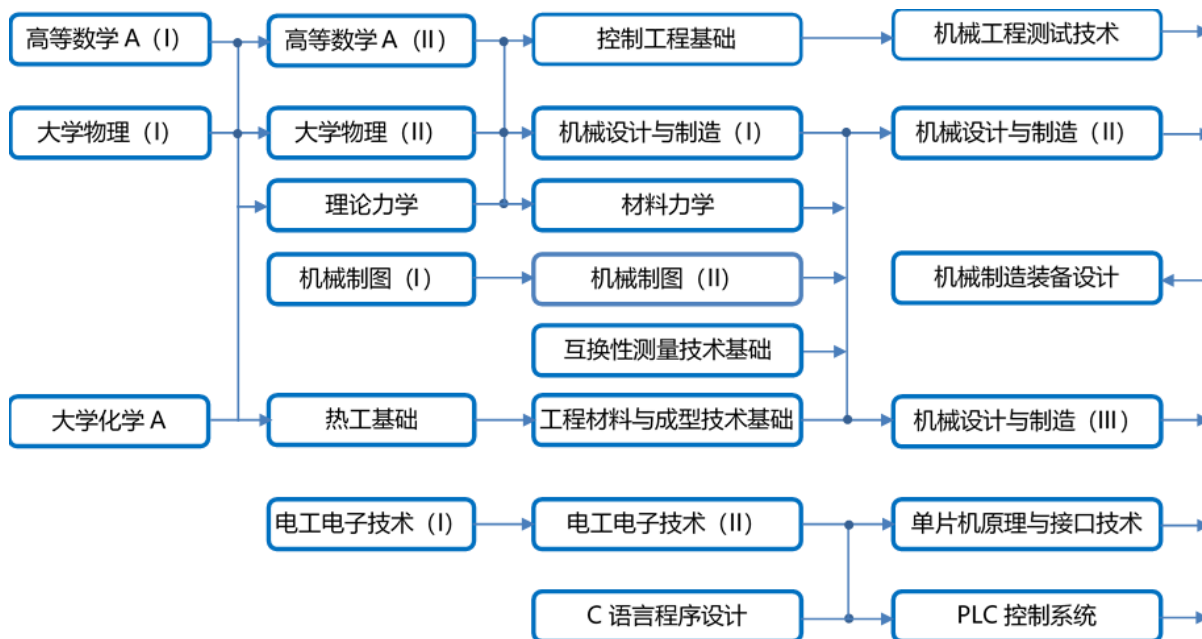 高等数学 A（I）
高等数学 A（II）
控制工程基础
机械工程测试技术
大学物理（I）
大学物理（II）
机械设计与制造（I）
机械设计与制造（II）
理论力学
材料力学
机械制图（I）
机械制图（II）
机械制造装备设计
互换性测量技术基础
大学化学 A
热工基础
工程材料与成型技术基础
机械设计与制造（III）
电工电子技术（I）
电工电子技术（II）
单片机原理与接口技术
C 语言程序设计
PLC 控制系统